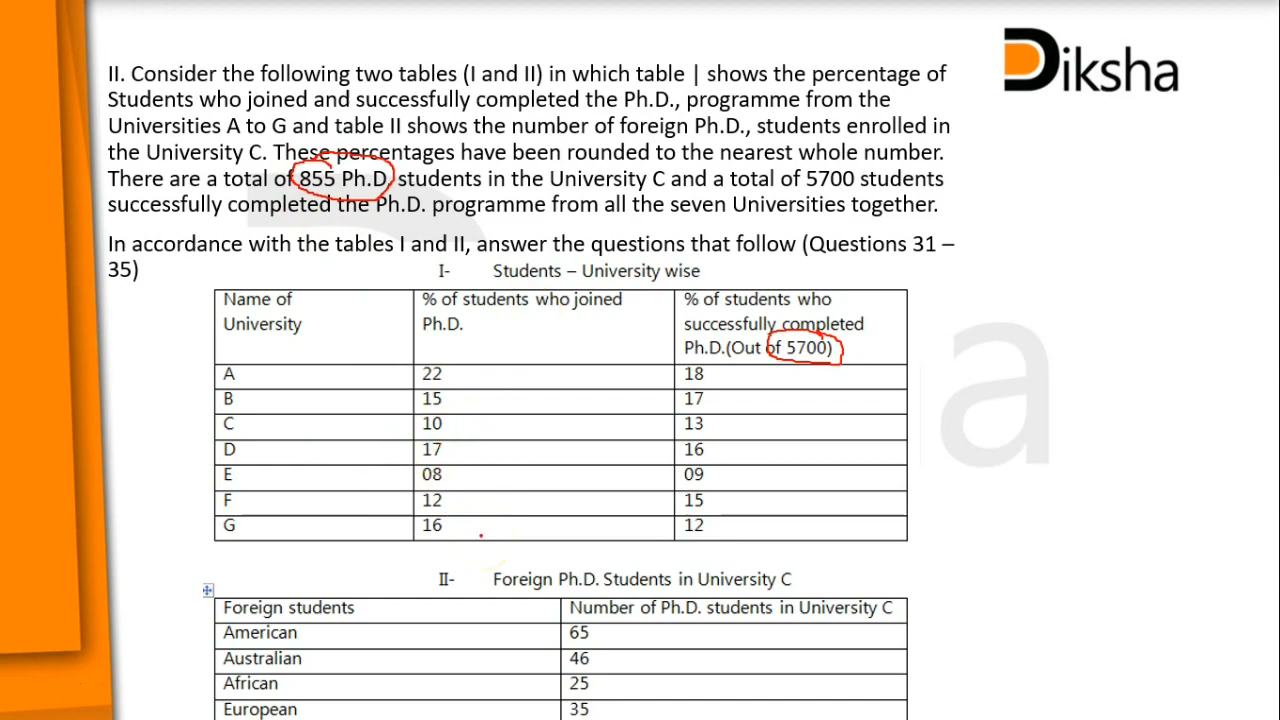 Diksha
II. Consider the following two tables (I and II) in which table | shows the percentage of
Students who joined and successfully completed the Ph.D., programme from the
Universities A to G and table II shows the number of foreign Ph.D., students enrolled in
the University C. These percentages have been rounded to the nearest whole number.
There are a total of 855 Ph.D. students in the University C and a total of 5700 students
successfully completed the Ph.D. programme from all the seven Universities together.
In accordance with the tables I and II, answer the questions that follow (Questions 31 –
35)
I- Students – University wise
Name of University % of students who joined Ph.D. % of students who successfully completed Ph.D.(Out of 5700)
A 22 18
B 15 17
C 10 13
D 17 16
E 08 09
F 12 15
G 16 12
II- Foreign Ph.D. Students in University C
Foreign students Number of Ph.D. students in University C
American 65
Australian 46
African 25
European 35
a